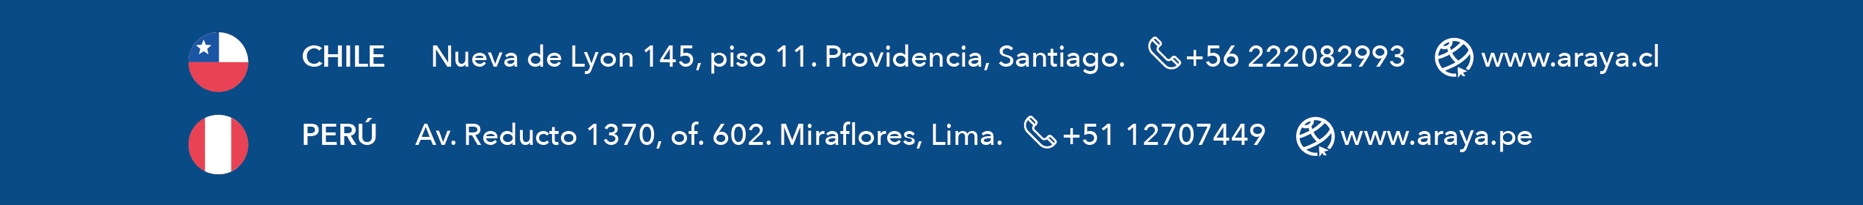 CHILE Nueva de Lyon 145, piso 11. Providencia, Santiago. +56 222082993 www.araya.cl
PERÚ Av. Reducto 1370, of. 602. Miraflores, Lima. +51 12707449 www.araya.pe